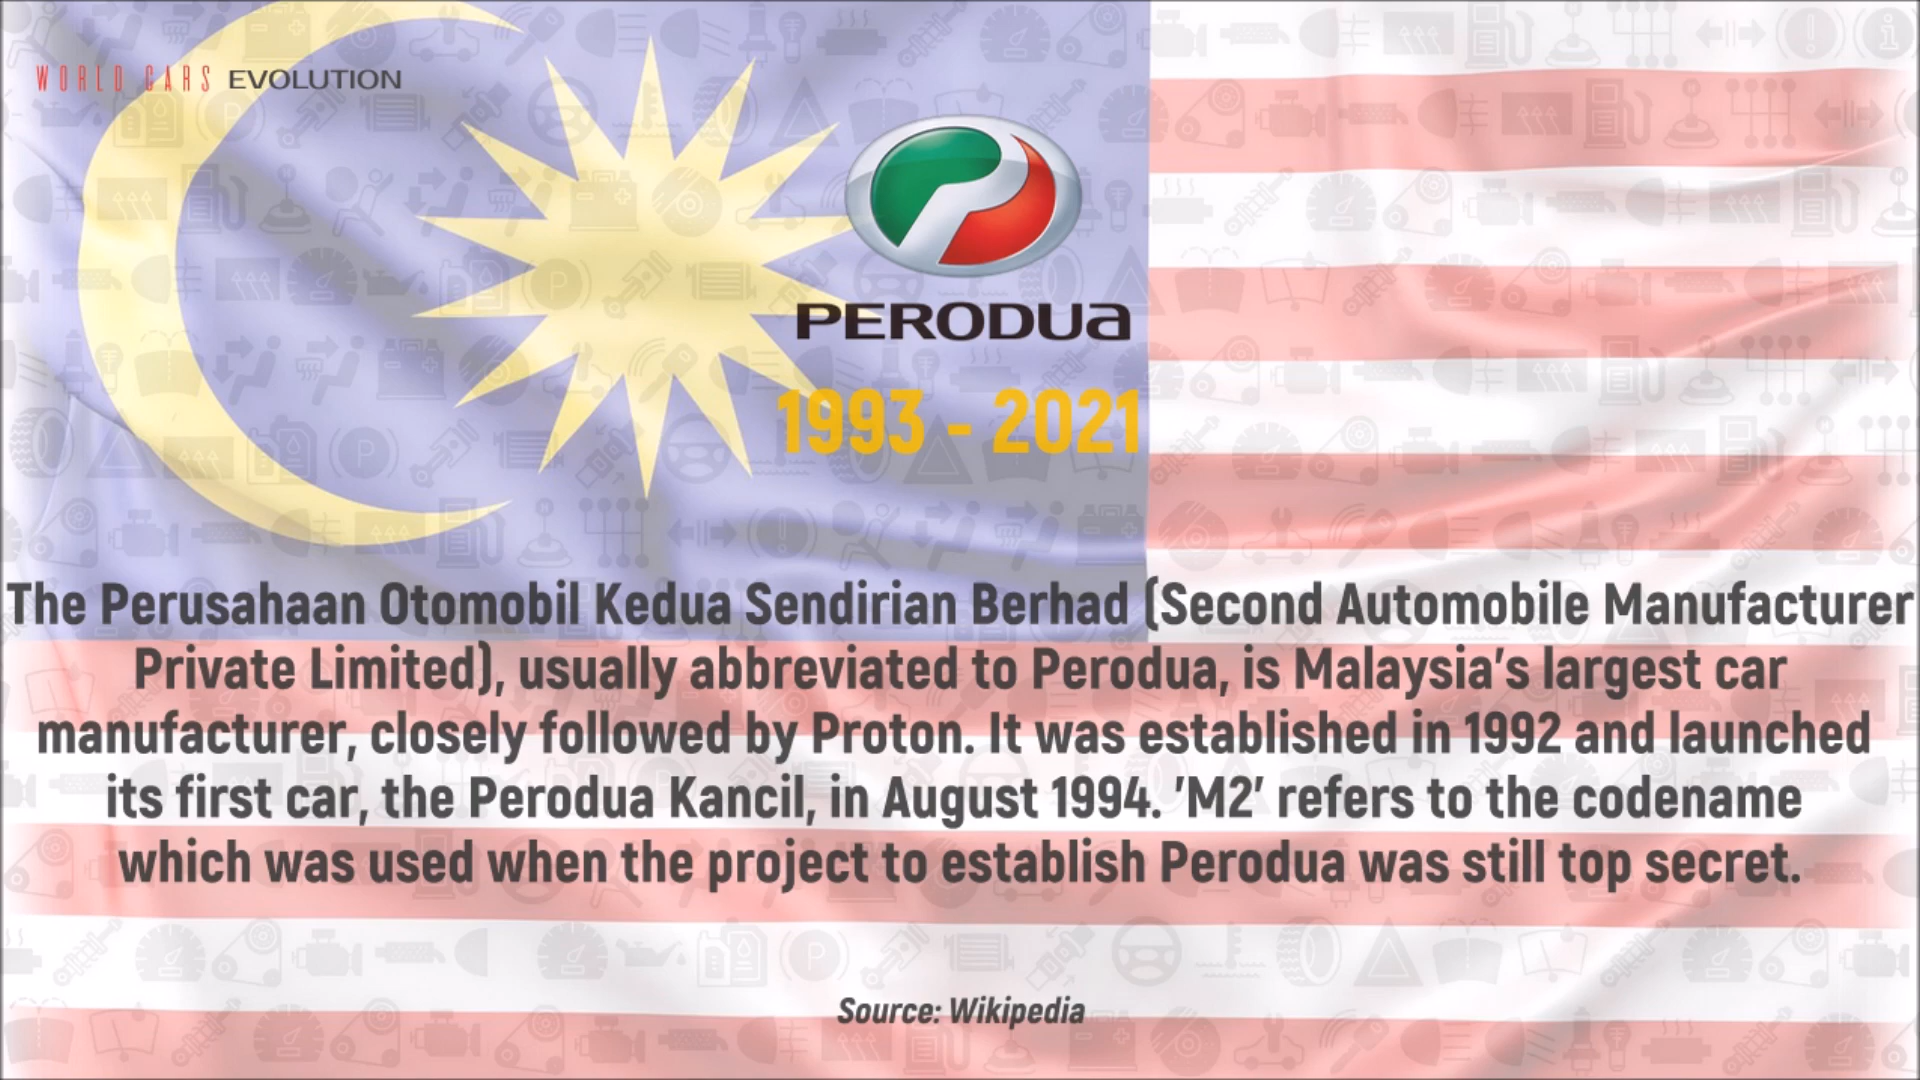 WORLD CARS EVOLUTION
PERODUA
1993 - 2021
The Perusahaan Otomobil Kedua Sendirian Berhad (Second Automobile Manufacturer
Private Limited), usually abbreviated to Perodua, is Malaysia's largest car
manufacturer, closely followed by Proton. It was established in 1992 and launched
its first car, the Perodua Kancil, in August 1994. 'M2' refers to the codename
which was used when the project to establish Perodua was still top secret.
Source: Wikipedia